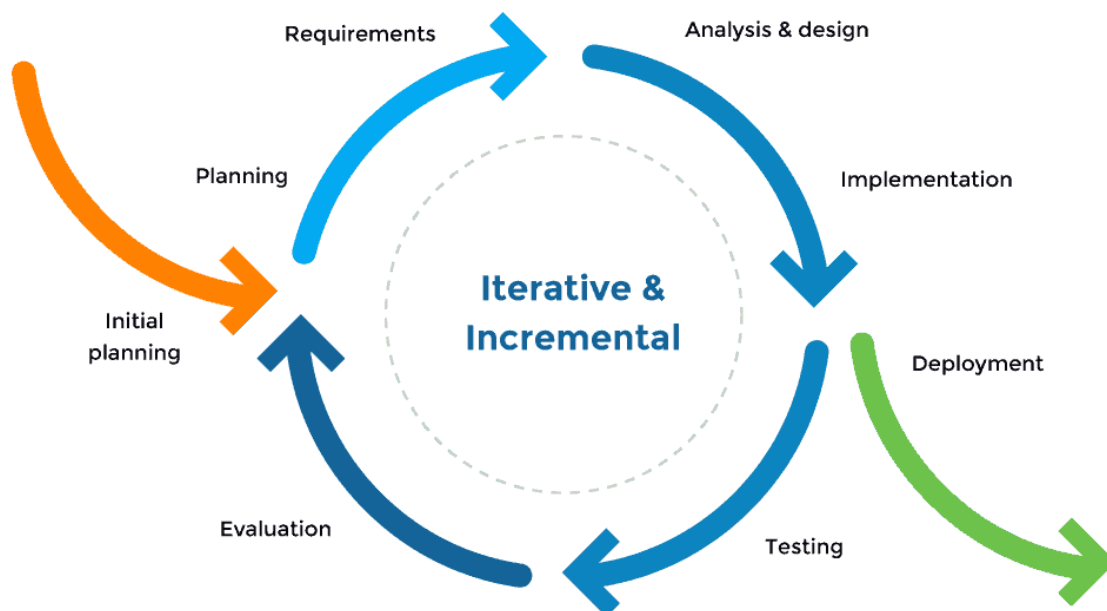 Requirements
Analysis & design
Planning
Implementation
Iterative &
Incremental
Initial
planning
Deployment
Evaluation
Testing